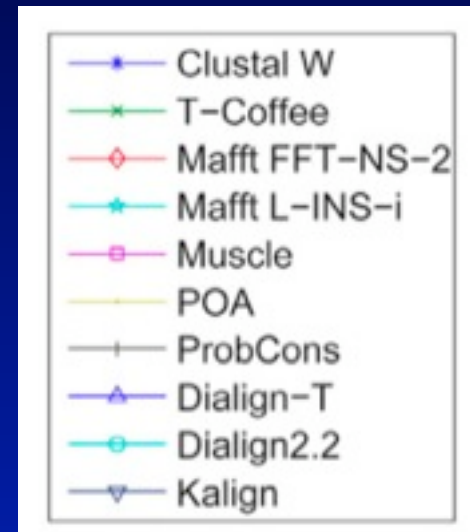 Clustal W
T-Coffee
Mafft FFT-NS-2
Mafft L-INS-i
Muscle
POA
ProbCons
Dialign-T
Dialign2.2
Kalign